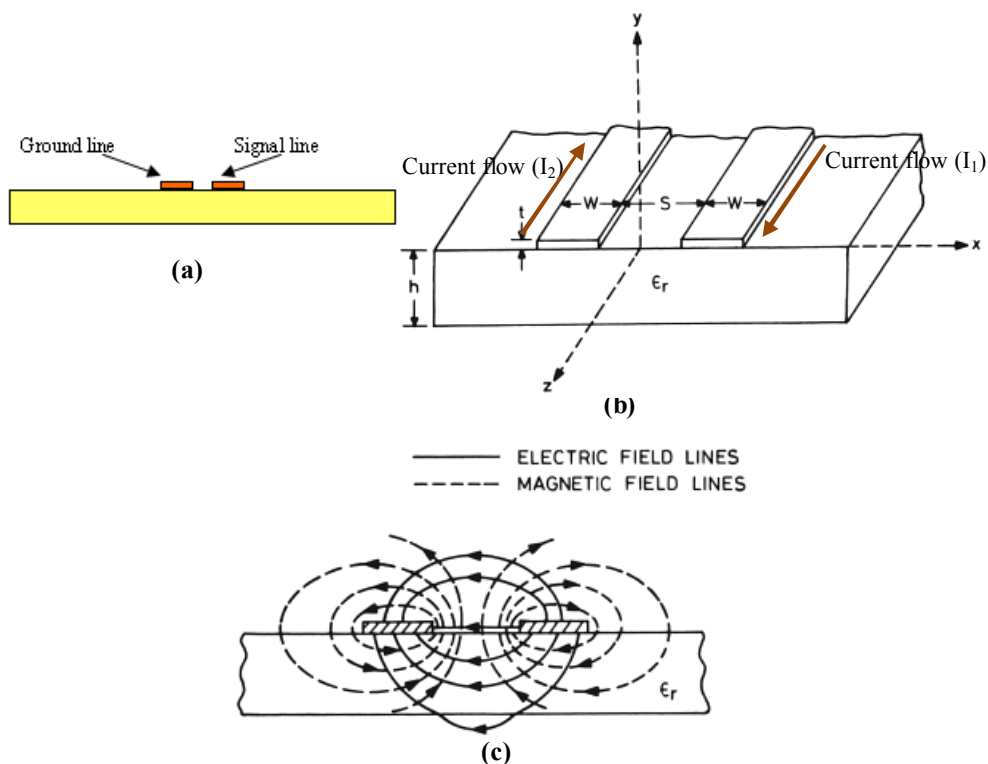 Ground line
Signal line
(a)
y
Current flow (I₂)
Current flow (I₁)
t
W
S
W
x
h
ϵr
z
(b)
ELECTRIC FIELD LINES
MAGNETIC FIELD LINES
ϵr
(c)